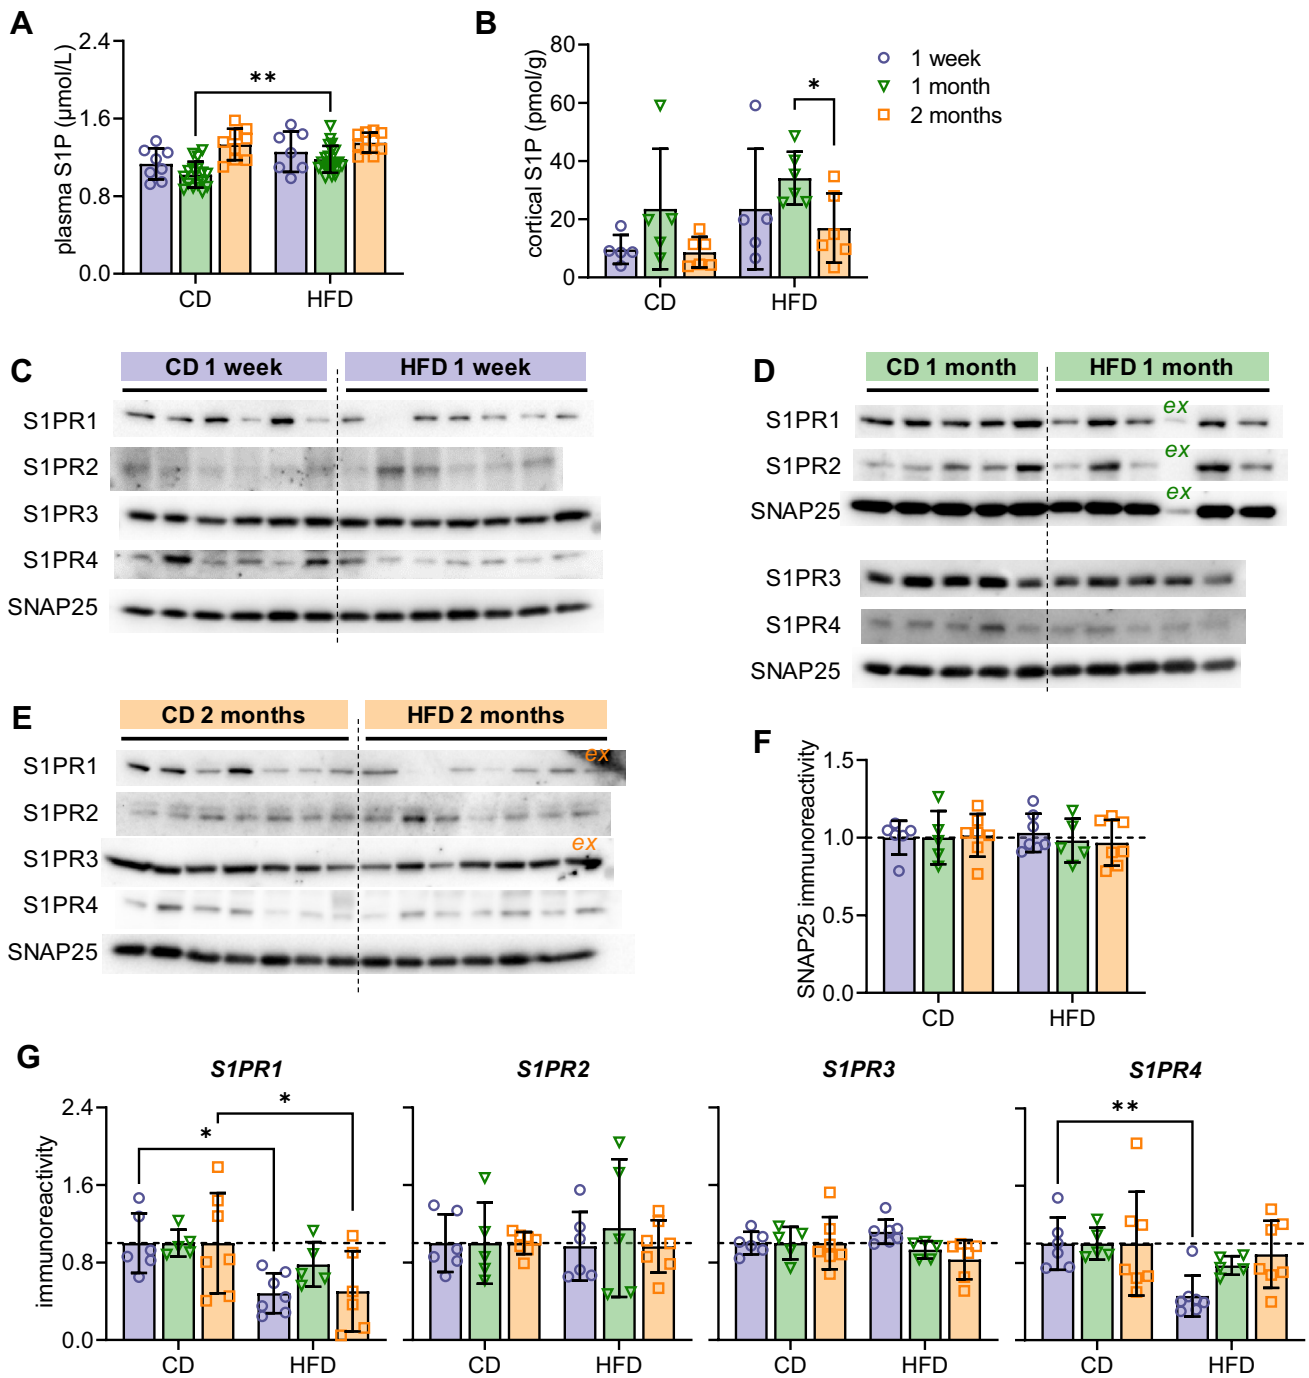 A
plasma S1P (µmol/L)
2.4
1.6
0.8
0.0
**
CD
HFD
B
cortical S1P (pmol/g)
80
60
40
20
0
*
CD
HFD
1 week
1 month
2 months
C
CD 1 week
HFD 1 week
S1PR1
S1PR2
S1PR3
S1PR4
SNAP25
D
CD 1 month
HFD 1 month
S1PR1
ex
S1PR2
ex
SNAP25
ex
S1PR3
S1PR4
SNAP25
E
CD 2 months
HFD 2 months
S1PR1
ex
S1PR2
S1PR3
ex
S1PR4
SNAP25
F
SNAP25 immunoreactivity
1.5
1.0
0.5
0.0
CD
HFD
G
immunoreactivity
2.4
1.6
0.8
0.0
S1PR1
*
*
CD
HFD
S1PR2
CD
HFD
S1PR3
CD
HFD
S1PR4
**
CD
HFD